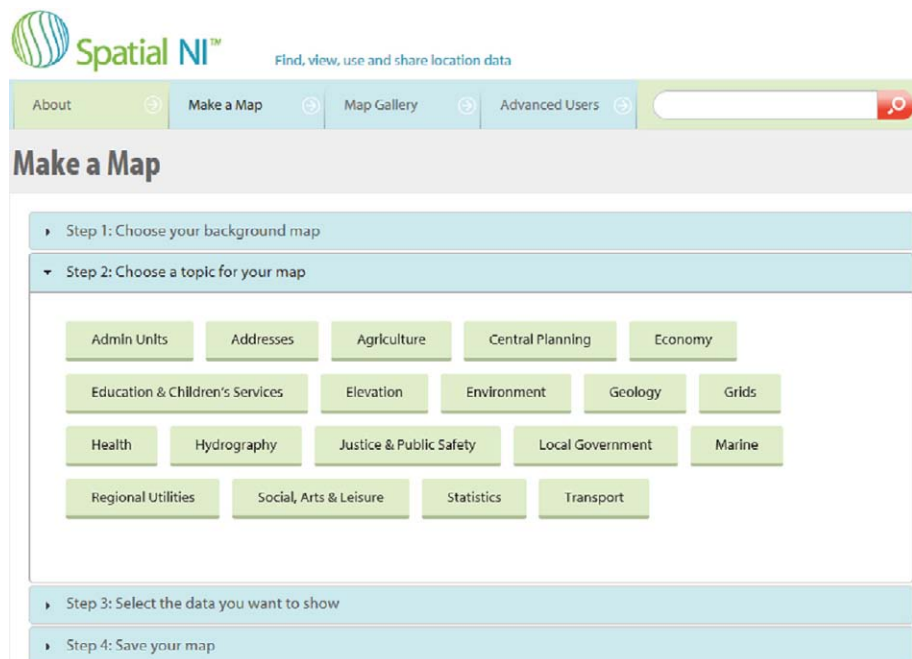 Spatial NI™
Find, view, use and share location data
About Make a Map Map Gallery Advanced Users
Make a Map
Step 1: Choose your background map
Step 2: Choose a topic for your map
Admin Units Addresses Agriculture Central Planning Economy
Education & Children's Services Elevation Environment Geology Grids
Health Hydrography Justice & Public Safety Local Government Marine
Regional Utilities Social, Arts & Leisure Statistics Transport
Step 3: Select the data you want to show
Step 4: Save your map